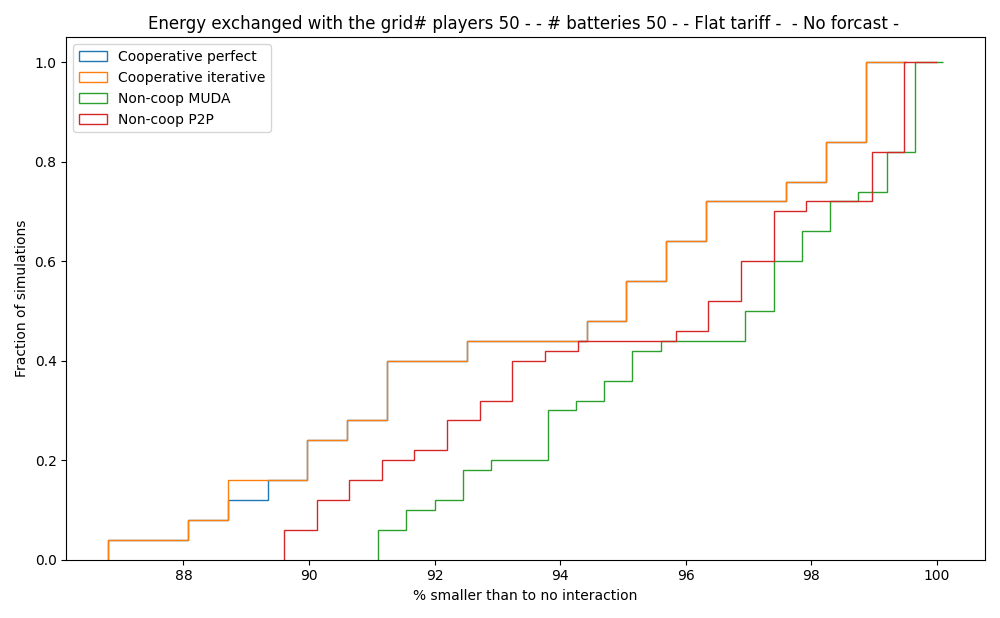 Energy exchanged with the grid# players 50 - - # batteries 50 - - Flat tariff -  - No forcast -
Cooperative perfect
Cooperative iterative
Non-coop MUDA
Non-coop P2P
1.0
0.8
0.6
0.4
0.2
0.0
Fraction of simulations
88 90 92 94 96 98 100
% smaller than to no interaction